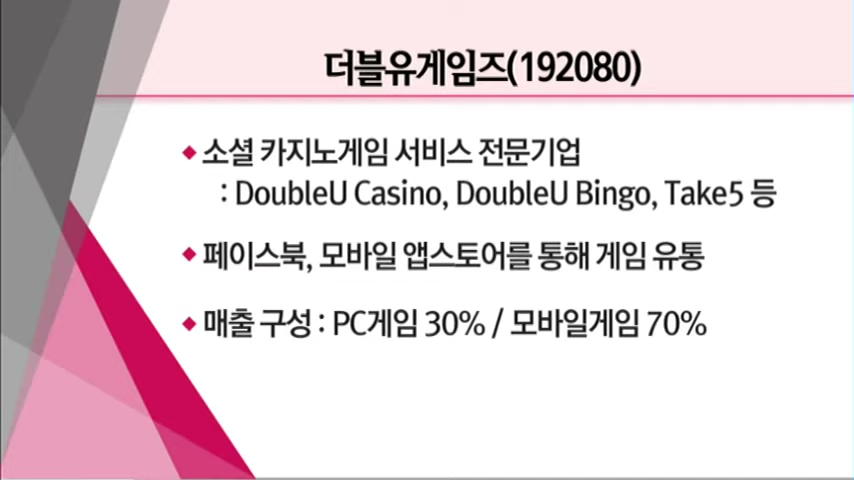 더블유게임즈(192080)
◆ 소셜 카지노게임 서비스 전문기업
: DoubleU Casino, DoubleU Bingo, Take5 등
◆ 페이스북, 모바일 앱스토어를 통해 게임 유통
◆ 매출 구성 : PC게임 30% / 모바일게임 70%